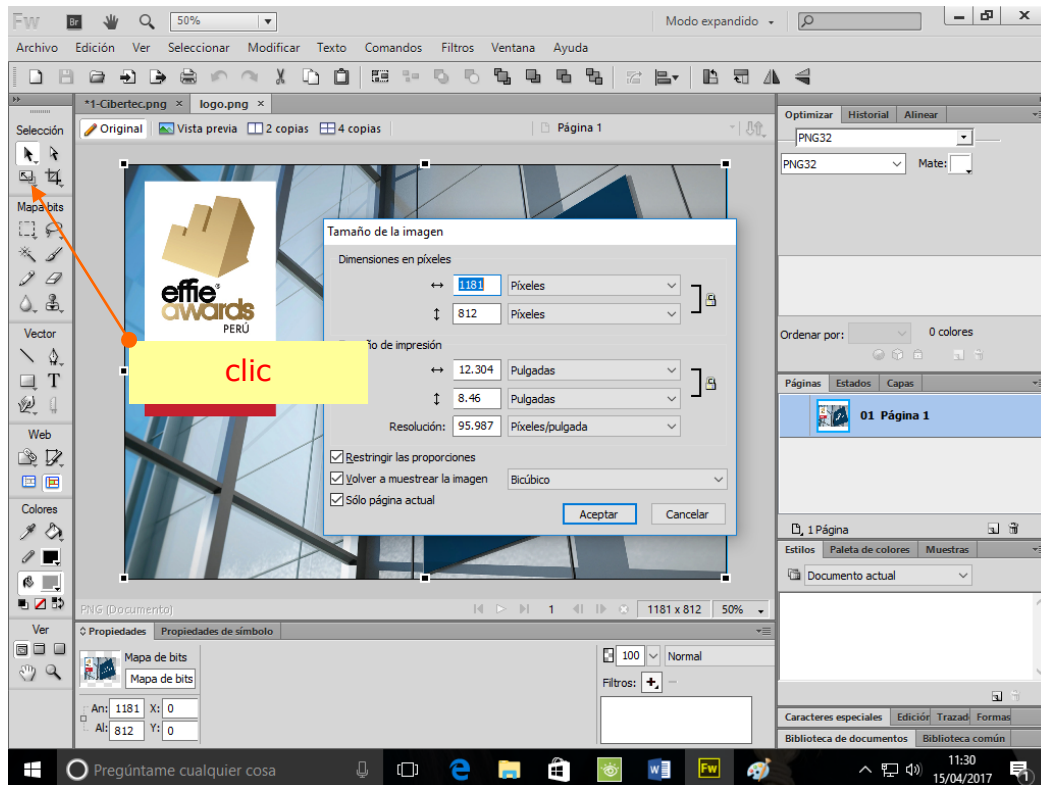 Fw Br 50% Modo expandido
Archivo Edición Ver Seleccionar Modificar Texto Comandos Filtros Ventana Ayuda
*1-Cibertec.png × logo.png ×
Original Vista previa 2 copias 4 copias Página 1
Selección
Mapa bits
Vector
Web
Colores
Ver
effie®
awards
PERÚ
clic
Tamaño de la imagen
Dimensiones en píxeles
1181 Píxeles
812 Píxeles
de impresión
12.304 Pulgadas
8.46 Pulgadas
Resolución: 95.987 Píxeles/pulgada
Restringir las proporciones
Volver a muestrear la imagen Bicúbico
Sólo página actual
Aceptar Cancelar
PNG (Documento) 1 1181 x 812 50%
Propiedades Propiedades de símbolo
Mapa de bits
Mapa de bits
An: 1181 X: 0
Al: 812 Y: 0
100 Normal
Filtros:
Optimizar Historial Alinear
PNG32
PNG32 Mate:
Ordenar por: 0 colores
Páginas Estados Capas
01 Página 1
1 Página
Estilos Paleta de colores Muestras
Documento actual
Caracteres especiales Edición Trazad Formas
Biblioteca de documentos Biblioteca común
Pregúntame cualquier cosa
11:30
15/04/2017